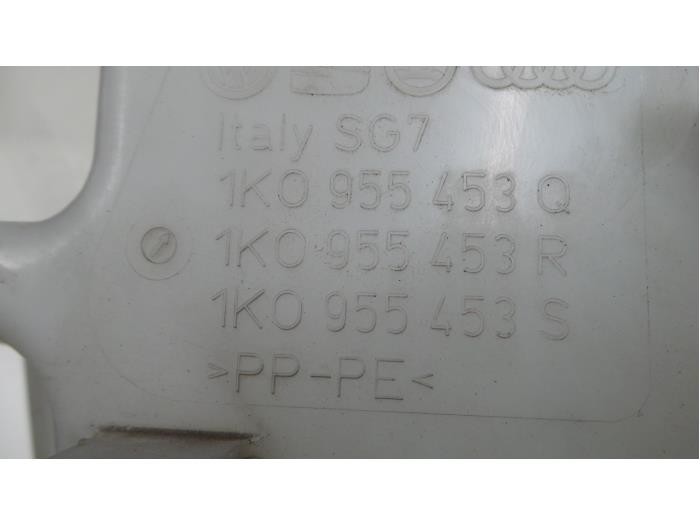 Italy SG7
1K0 955 453 Q
1K0 955 453 R
1K0 955 453 S
>PP-PE<